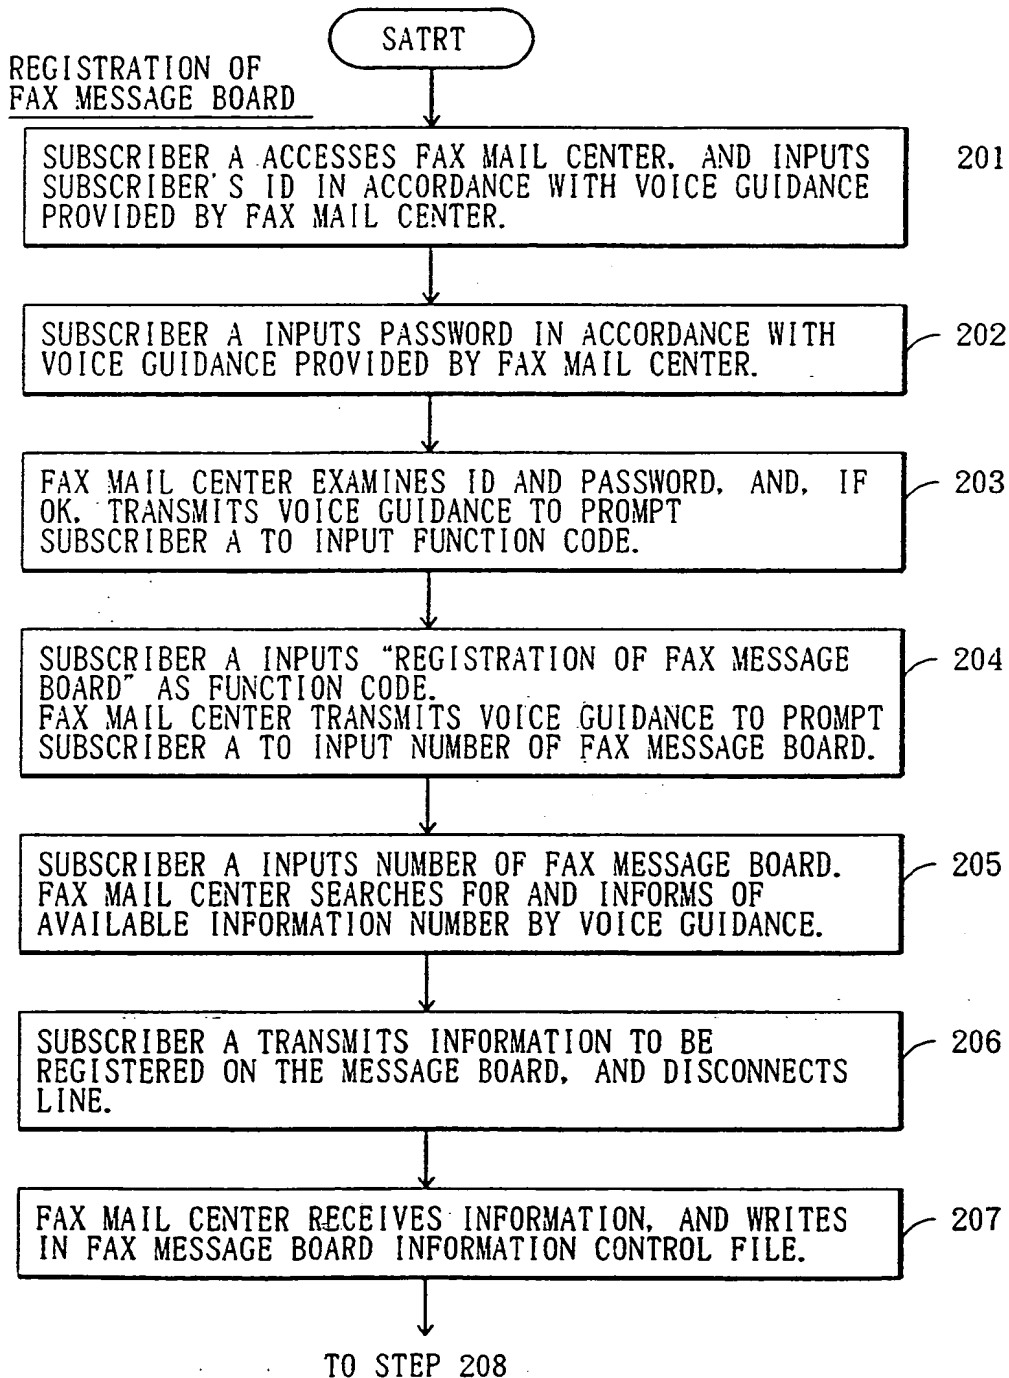 SATRT
REGISTRATION OF
FAX MESSAGE BOARD
SUBSCRIBER A ACCESSES FAX MAIL CENTER, AND INPUTS
SUBSCRIBER'S ID IN ACCORDANCE WITH VOICE GUIDANCE
PROVIDED BY FAX MAIL CENTER.
201
SUBSCRIBER A INPUTS PASSWORD IN ACCORDANCE WITH
VOICE GUIDANCE PROVIDED BY FAX MAIL CENTER.
202
FAX MAIL CENTER EXAMINES ID AND PASSWORD, AND, IF
OK, TRANSMITS VOICE GUIDANCE TO PROMPT
SUBSCRIBER A TO INPUT FUNCTION CODE.
203
SUBSCRIBER A INPUTS "REGISTRATION OF FAX MESSAGE
BOARD" AS FUNCTION CODE.
FAX MAIL CENTER TRANSMITS VOICE GUIDANCE TO PROMPT
SUBSCRIBER A TO INPUT NUMBER OF FAX MESSAGE BOARD.
204
SUBSCRIBER A INPUTS NUMBER OF FAX MESSAGE BOARD.
FAX MAIL CENTER SEARCHES FOR AND INFORMS OF
AVAILABLE INFORMATION NUMBER BY VOICE GUIDANCE.
205
SUBSCRIBER A TRANSMITS INFORMATION TO BE
REGISTERED ON THE MESSAGE BOARD, AND DISCONNECTS
LINE.
206
FAX MAIL CENTER RECEIVES INFORMATION, AND WRITES
IN FAX MESSAGE BOARD INFORMATION CONTROL FILE.
207
TO STEP 208